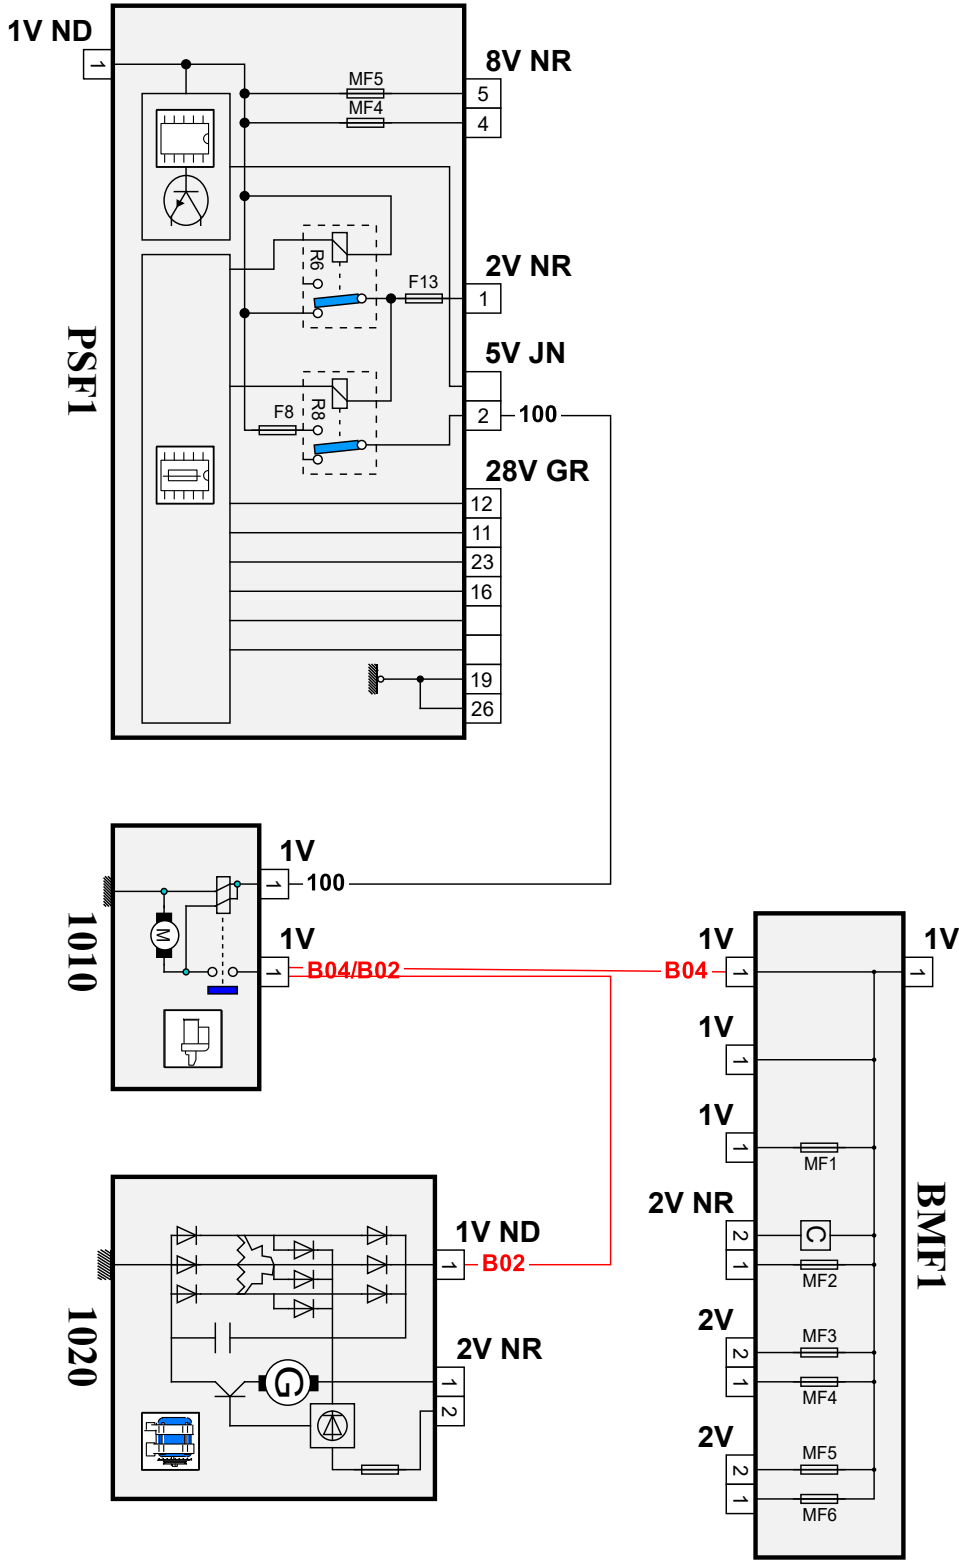 1V ND
1
8V NR
MF5
5
MF4
4
2V NR
R6
F13
1
PSF1
5V JN
F8
R8
2
100
28V GR
12
11
23
16
19
26
1V
1
100
1010
M
1V
1
B04/B02
B04
1V
1
1V
1
1V
1
1V
1
MF1
2V NR
2
C
1
MF2
BMF1
2V
2
MF3
1
MF4
2V
2
MF5
1
MF6
1V ND
1
B02
1020
2V NR
G
1
2